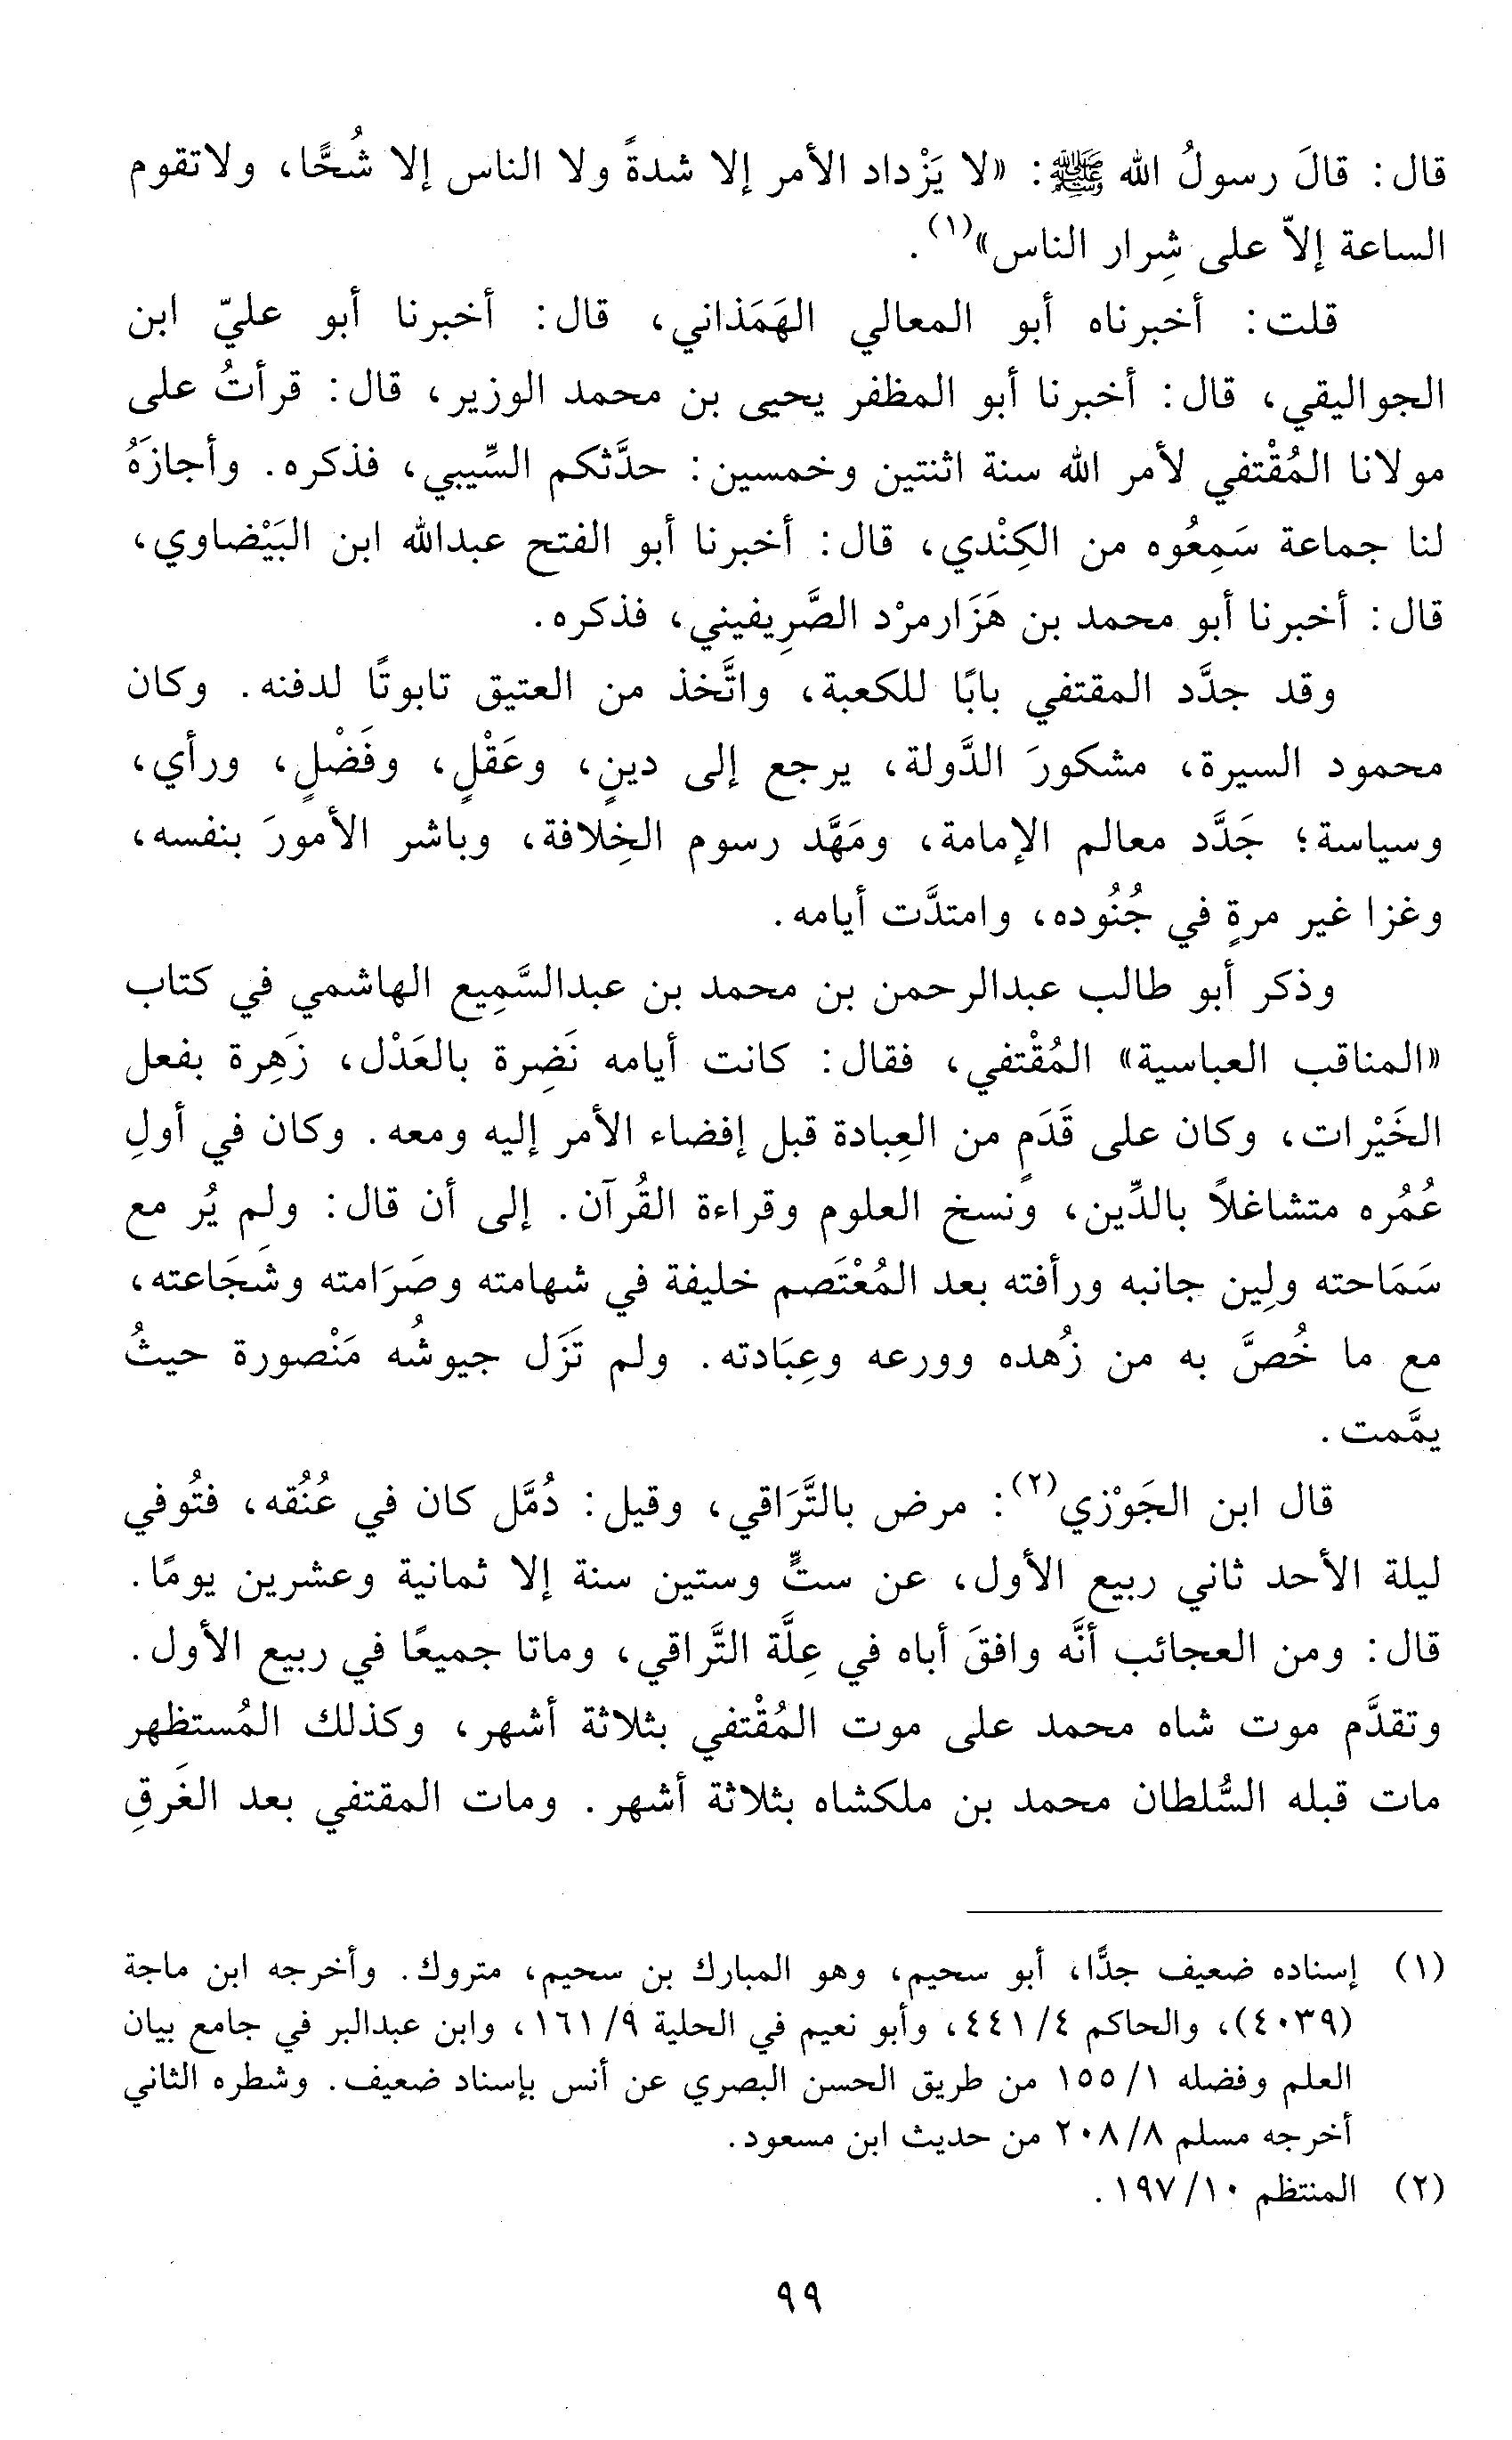 قال: قالَ رسولُ الله ﷺ: «لا يَزْداد الأمر إلا شدةً ولا الناس إلا شُحًّا، ولاتقوم
الساعة إلاّ على شِرار الناس»(١).
قلت: أخبرناه أبو المعالي الهَمَذاني، قال: أخبرنا أبو عليّ ابن
الجواليقي، قال: أخبرنا أبو المظفر يحيى بن محمد الوزير، قال: قرأتُ على
مولانا المُقْتفي لأمر الله سنة اثنتين وخمسين: حدَّثكم السِّيبي، فذكره. وأجازَهُ
لنا جماعة سَمِعُوه من الكِنْدي، قال: أخبرنا أبو الفتح عبدالله ابن البَيْضاوي،
قال: أخبرنا أبو محمد بن هَزَارمرْد الصَّرِيفيني، فذكره.
وقد جدَّد المقتفي بابًا للكعبة، واتَّخذ من العتيق تابوتًا لدفنه. وكان
محمود السيرة، مشكورَ الدَّولة، يرجع إلى دينٍ، وعَقْلٍ، وفَضْلٍ، ورأي،
وسياسة؛ جَدَّد معالم الإمامة، ومَهَّد رسوم الخِلافة، وباشر الأمورَ بنفسه،
وغزا غير مرةٍ في جُنُوده، وامتدَّت أيامه.
وذكر أبو طالب عبدالرحمن بن محمد بن عبدالسَّمِيع الهاشمي في كتاب
«المناقب العباسية» المُقْتفي، فقال: كانت أيامه نَضِرة بالعَدْل، زَهِرة بفعل
الخَيْرات، وكان على قَدَمٍ من العِبادة قبل إفضاء الأمر إليه ومعه. وكان في أولِ
عُمُره متشاغلاً بالدِّين، ونسخ العلوم وقراءة القُرآن. إلى أن قال: ولم يُر مع
سَمَاحته ولِين جانبه ورأفته بعد المُعْتَصم خليفة في شهامته وصَرَامته وشَجَاعته،
مع ما خُصَّ به من زُهده وورعه وعِبَادته. ولم تَزَل جيوشُه مَنْصورة حيثُ
يمَّمت.
قال ابن الجَوْزي(٢): مرض بالتَّرَاقي، وقيل: دُمَّل كان في عُنُقه، فتُوفي
ليلة الأحد ثاني ربيع الأول، عن ستٍّ وستين سنة إلا ثمانية وعشرين يومًا.
قال: ومن العجائب أنَّه وافقَ أباه في عِلَّة التَّراقي، وماتا جميعًا في ربيع الأول.
وتقدَّم موت شاه محمد على موت المُقْتفي بثلاثة أشهر، وكذلك المُستظهر
مات قبله السُّلطان محمد بن ملكشاه بثلاثة أشهر. ومات المقتفي بعد الغَرقِ
(١) إسناده ضعيف جدًّا، أبو سحيم، وهو المبارك بن سحيم، متروك. وأخرجه ابن ماجة
(٤٠٣٩)، والحاكم ٤/ ٤٤١، وأبو نعيم في الحلية ٩/ ١٦١، وابن عبدالبر في جامع بيان
العلم وفضله ١/ ١٥٥ من طريق الحسن البصري عن أنس بإسناد ضعيف. وشطره الثاني
أخرجه مسلم ٨/ ٢٠٨ من حديث ابن مسعود.
(٢) المنتظم ١٠/ ١٩٧.
٩٩